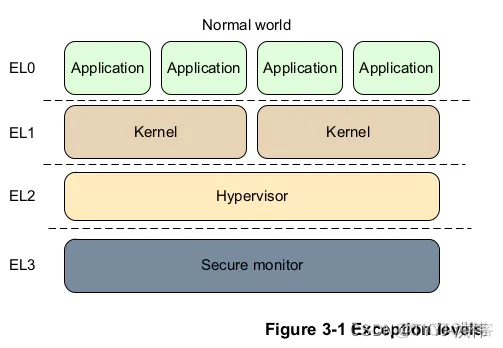 Normal world
EL0 Application Application Application Application
EL1 Kernel Kernel
EL2 Hypervisor
EL3 Secure monitor
Figure 3-1 Exception levels